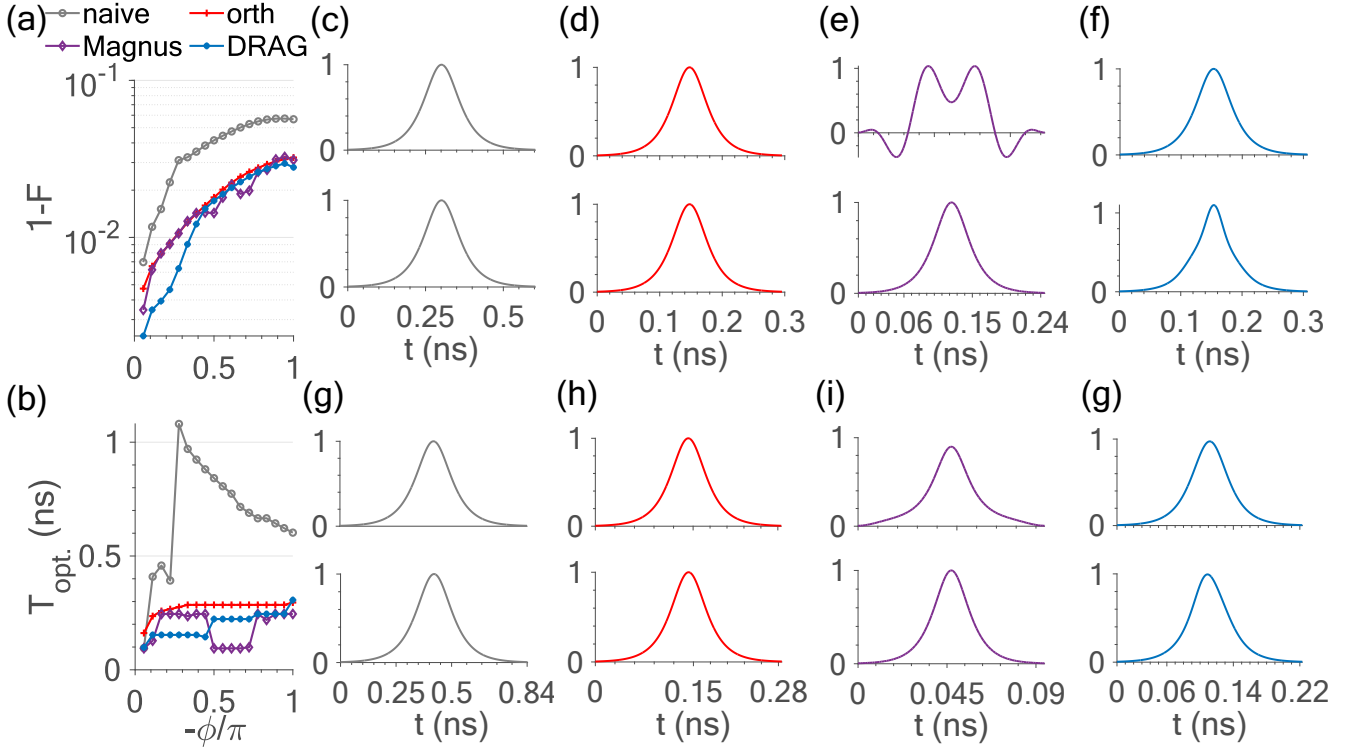 (a) naive orth
Magnus DRAG
10⁻¹
10⁻²
1-F
0 0.5 1
(b)
1
0.5
0
T_opt. (ns)
0 0.5 1
-ϕ/π
(c)
1
0
1
0
0 0.25 0.5
t (ns)
(d)
1
0
1
0
0 0.1 0.2 0.3
t (ns)
(e)
1
0
1
0
0 0.06 0.15 0.24
t (ns)
(f)
1
0
1
0
0 0.1 0.2 0.3
t (ns)
(g)
1
0
1
0
0 0.25 0.5 0.84
t (ns)
(h)
1
0
1
0
0 0.15 0.28
t (ns)
(i)
1
0
1
0
0 0.045 0.09
t (ns)
(g)
1
0
1
0
0 0.06 0.14 0.22
t (ns)